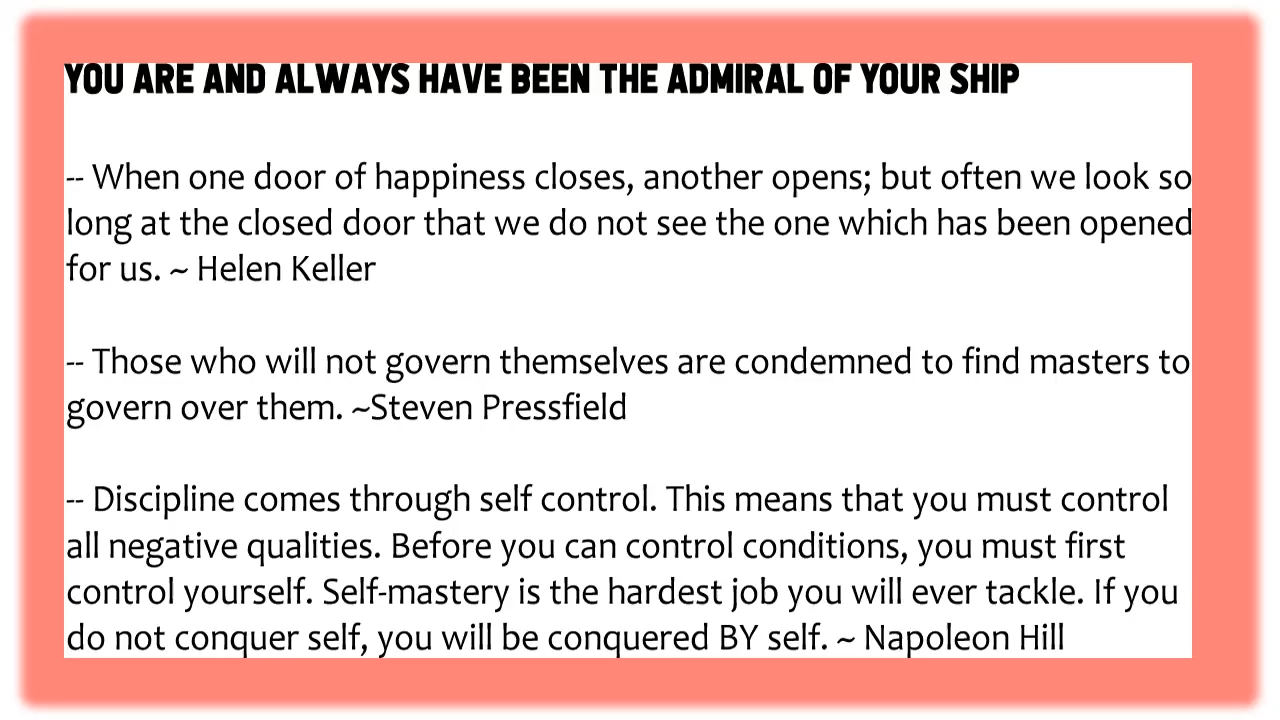 YOU ARE AND ALWAYS HAVE BEEN THE ADMIRAL OF YOUR SHIP
-- When one door of happiness closes, another opens; but often we look so
long at the closed door that we do not see the one which has been opened
for us. ~ Helen Keller
-- Those who will not govern themselves are condemned to find masters to
govern over them. ~Steven Pressfield
-- Discipline comes through self control. This means that you must control
all negative qualities. Before you can control conditions, you must first
control yourself. Self-mastery is the hardest job you will ever tackle. If you
do not conquer self, you will be conquered BY self. ~ Napoleon Hill